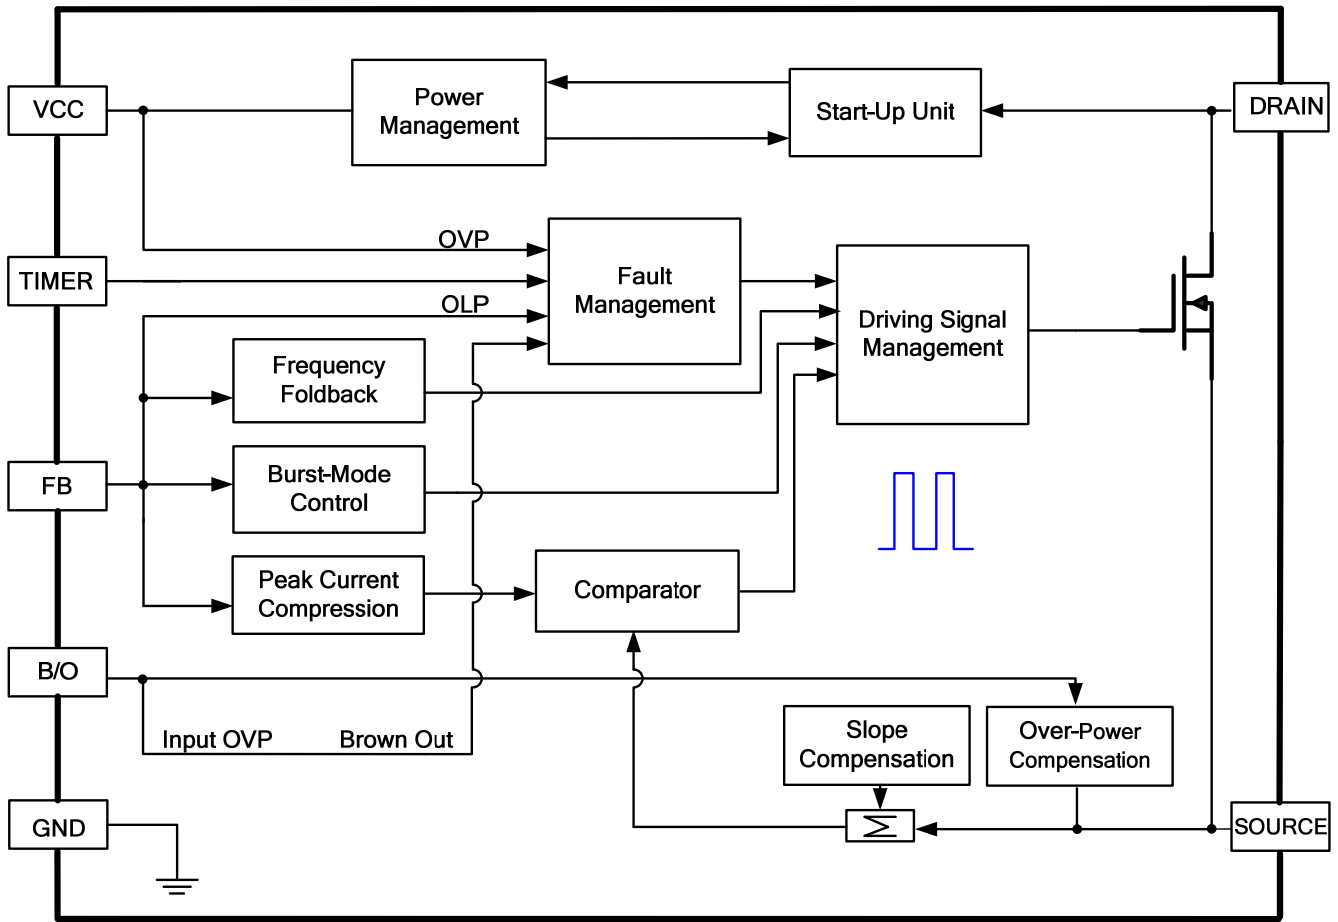 VCC
Power
Management
Start-Up Unit
DRAIN
OVP
TIMER
Fault
Management
OLP
Driving Signal
Management
Frequency
Foldback
FB
Burst-Mode
Control
Peak Current
Compression
Comparator
B/O
Input OVP
Brown Out
Slope
Compensation
Over-Power
Compensation
GND
Σ
SOURCE